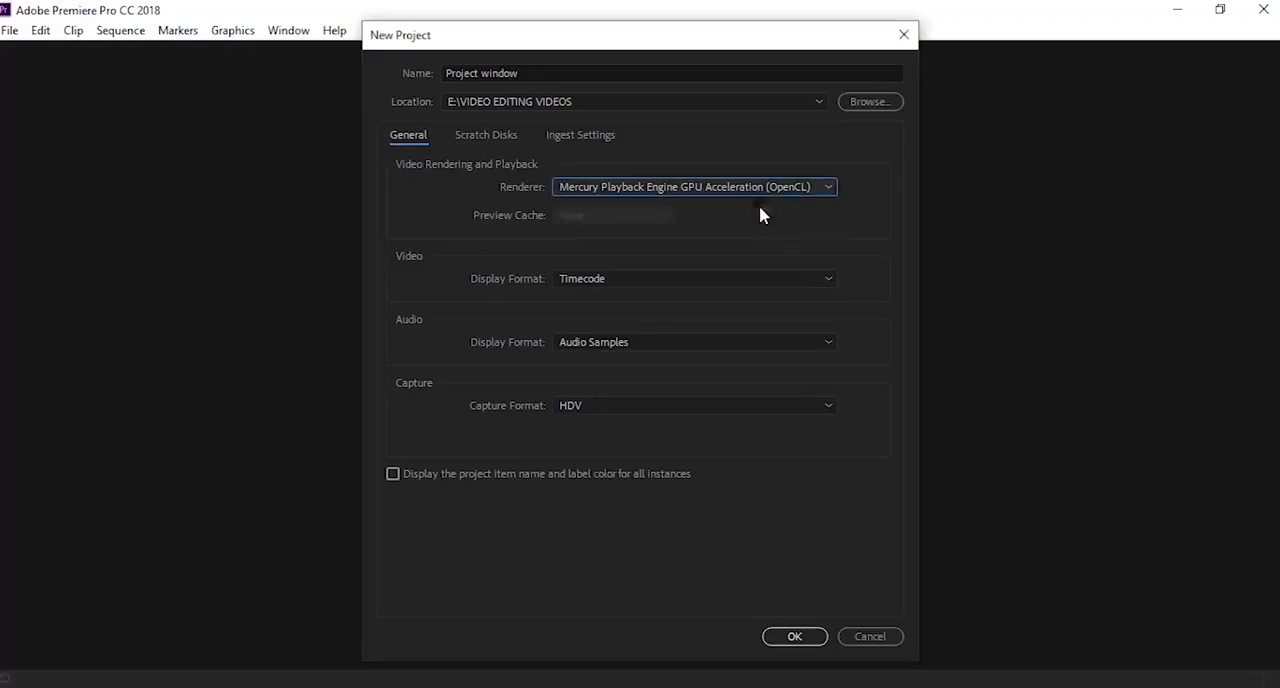 Adobe Premiere Pro CC 2018
File Edit Clip Sequence Markers Graphics Window Help
New Project
Name: Project window
Location: E:\VIDEO EDITING VIDEOS Browse...
General Scratch Disks Ingest Settings
Video Rendering and Playback
Renderer: Mercury Playback Engine GPU Acceleration (OpenCL)
Preview Cache:
Video
Display Format: Timecode
Audio
Display Format: Audio Samples
Capture
Capture Format: HDV
Display the project item name and label color for all instances
OK Cancel